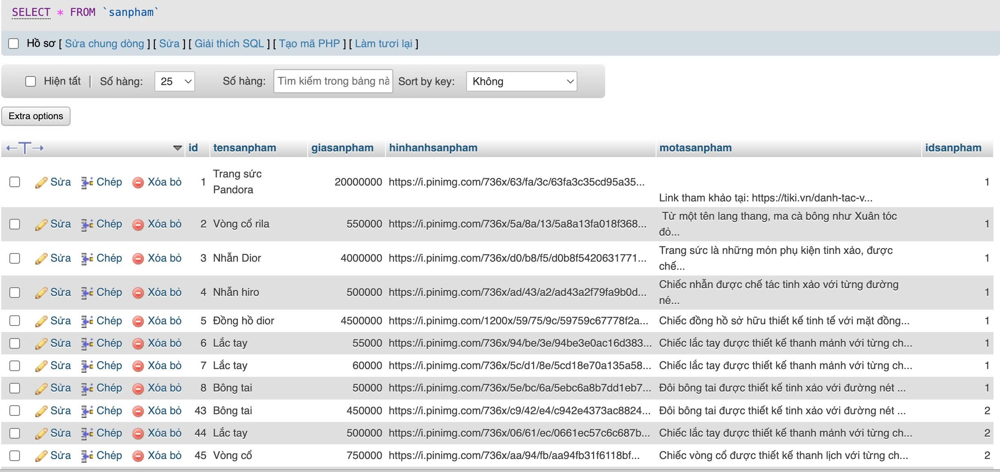 SELECT * FROM `sanpham`
Hồ sơ [ Sửa chung dòng ] [ Sửa ] [ Giải thích SQL ] [ Tạo mã PHP ] [ Làm tươi lại ]
Hiện tất | Số hàng: 25 Số hàng: Tìm kiếm trong bảng nà Sort by key: Không
Extra options
←T→ id tensanpham giasanpham hinhanhsanpham motasanpham idsanpham
Sửa Chép Xóa bỏ 1 Trang sức Pandora 20000000 https://i.pinimg.com/736x/63/fa/3c/63fa3c35cd95a35... Link tham khảo tại: https://tiki.vn/danh-tac-v... 1
Sửa Chép Xóa bỏ 2 Vòng cổ rila 550000 https://i.pinimg.com/736x/5a/8a/13/5a8a13fa018f368... Từ một tên lang thang, ma cà bông như Xuân tóc đỏ... 1
Sửa Chép Xóa bỏ 3 Nhẫn Dior 4000000 https://i.pinimg.com/736x/d0/b8/f5/d0b8f5420631771... Trang sức là những món phụ kiện tinh xảo, được chế... 1
Sửa Chép Xóa bỏ 4 Nhẫn hiro 500000 https://i.pinimg.com/736x/ad/43/a2/ad43a2f79fa9b0d... Chiếc nhẫn được chế tác tinh xảo với từng đường né... 1
Sửa Chép Xóa bỏ 5 Đồng hồ dior 4500000 https://i.pinimg.com/1200x/59/75/9c/59759c67778f2a... Chiếc đồng hồ sở hữu thiết kế tinh tế với mặt đồng... 1
Sửa Chép Xóa bỏ 6 Lắc tay 55000 https://i.pinimg.com/736x/94/be/3e/94be3e0ac16d383... Chiếc lắc tay được thiết kế thanh mảnh với từng ch... 1
Sửa Chép Xóa bỏ 7 Lắc tay 60000 https://i.pinimg.com/736x/5c/d1/8e/5cd18e70a135a58... Chiếc lắc tay được thiết kế thanh mảnh với từng ch... 1
Sửa Chép Xóa bỏ 8 Bông tai 50000 https://i.pinimg.com/736x/5e/bc/6a/5ebc6a8b7dd1eb7... Đôi bông tai được thiết kế tinh xảo với đường nét ... 1
Sửa Chép Xóa bỏ 43 Bông tai 450000 https://i.pinimg.com/736x/c9/42/e4/c942e4373ac8824... Đôi bông tai được thiết kế tinh xảo với đường nét ... 2
Sửa Chép Xóa bỏ 44 Lắc tay 500000 https://i.pinimg.com/736x/06/61/ec/0661ec57c6c687b... Chiếc lắc tay được thiết kế thanh mảnh với từng ch... 2
Sửa Chép Xóa bỏ 45 Vòng cổ 750000 https://i.pinimg.com/736x/aa/94/fb/aa94fb31f6118bf... Chiếc vòng cổ được thiết kế thanh lịch với từng ch... 2